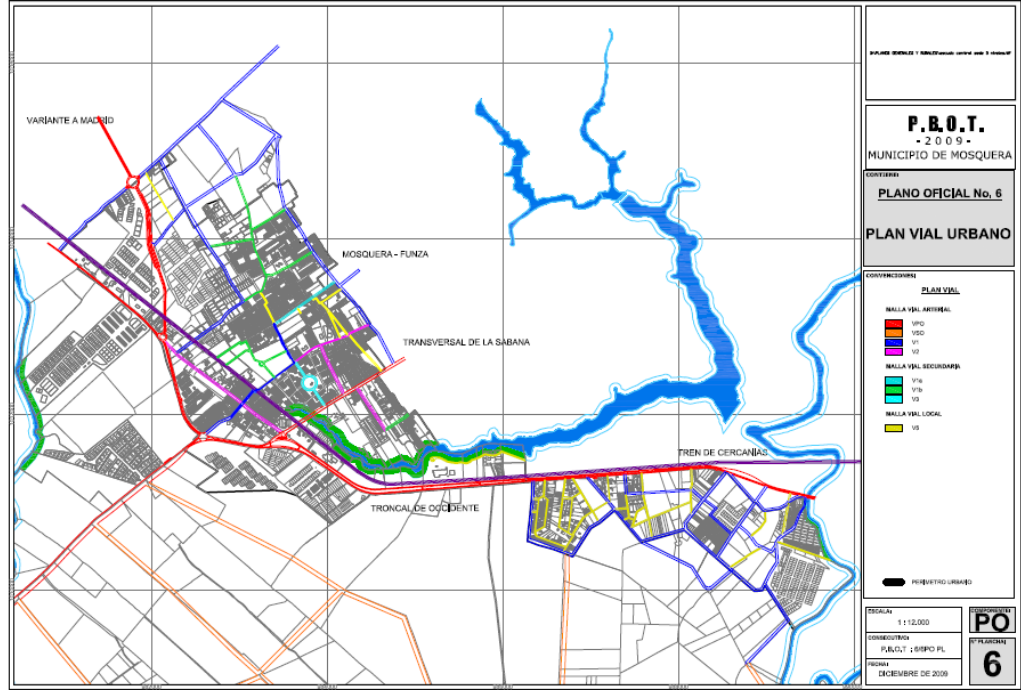 VARIANTE A MADRID
MOSQUERA - FUNZA
TRANSVERSAL DE LA SABANA
TREN DE CERCANÍAS
TRONCAL DE OCCIDENTE
P.B.O.T.
- 2009 -
MUNICIPIO DE MOSQUERA
CONTIENE:
PLANO OFICIAL No. 6
PLAN VIAL URBANO
CONVENCIONES:
PLAN VIAL
MALLA VIAL ARTERIAL
VPO
VSO
V1
V2
MALLA VIAL SECUNDARIA
V1a
V1b
V3
MALLA VIAL LOCAL
PERIMETRO URBANO
ESCALA:
1 : 12.000
CONSECUTIVO:
P.B.O.T : 6/6PO PL
FECHA:
DICIEMBRE DE 2009
COMPONENTE:
PO
N° PLANCHA:
6